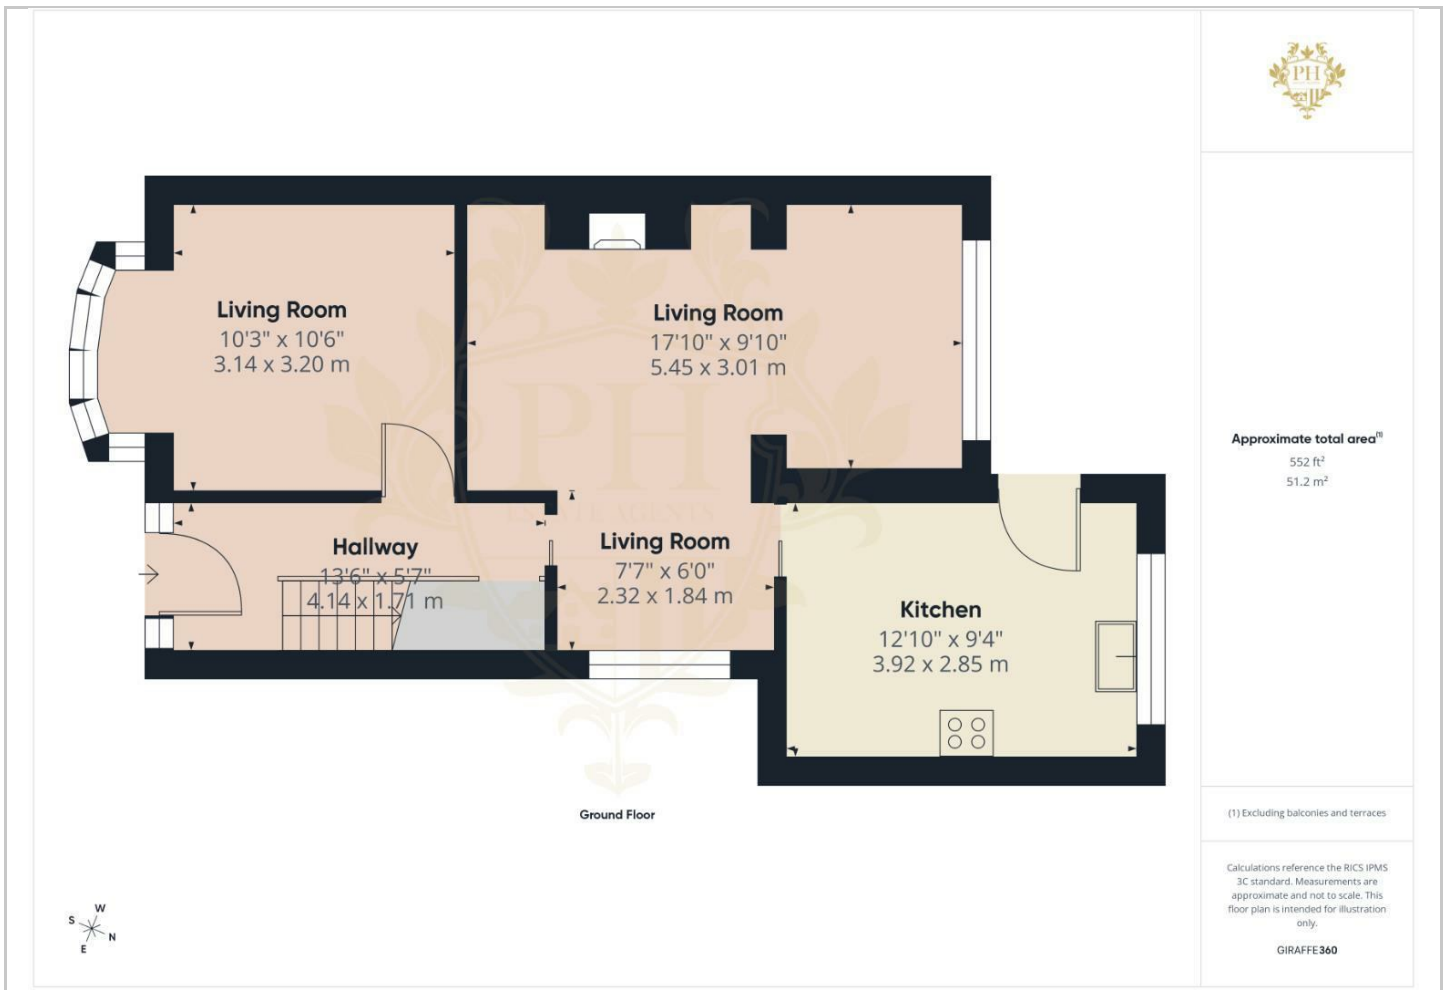 PH
Living Room
10'3" x 10'6"
3.14 x 3.20 m
Living Room
17'10" x 9'10"
5.45 x 3.01 m
PH
ESTATE AGENTS
Hallway
13'6" x 5'7"
4.14 x 1.71 m
Living Room
7'7" x 6'0"
2.32 x 1.84 m
Kitchen
12'10" x 9'4"
3.92 x 2.85 m
Ground Floor
W
S
N
E
Approximate total area(1)
552 ft²
51.2 m²
(1) Excluding balconies and terraces
Calculations reference the RICS IPMS
3C standard. Measurements are
approximate and not to scale. This
floor plan is intended for illustration
only.
GIRAFFE360